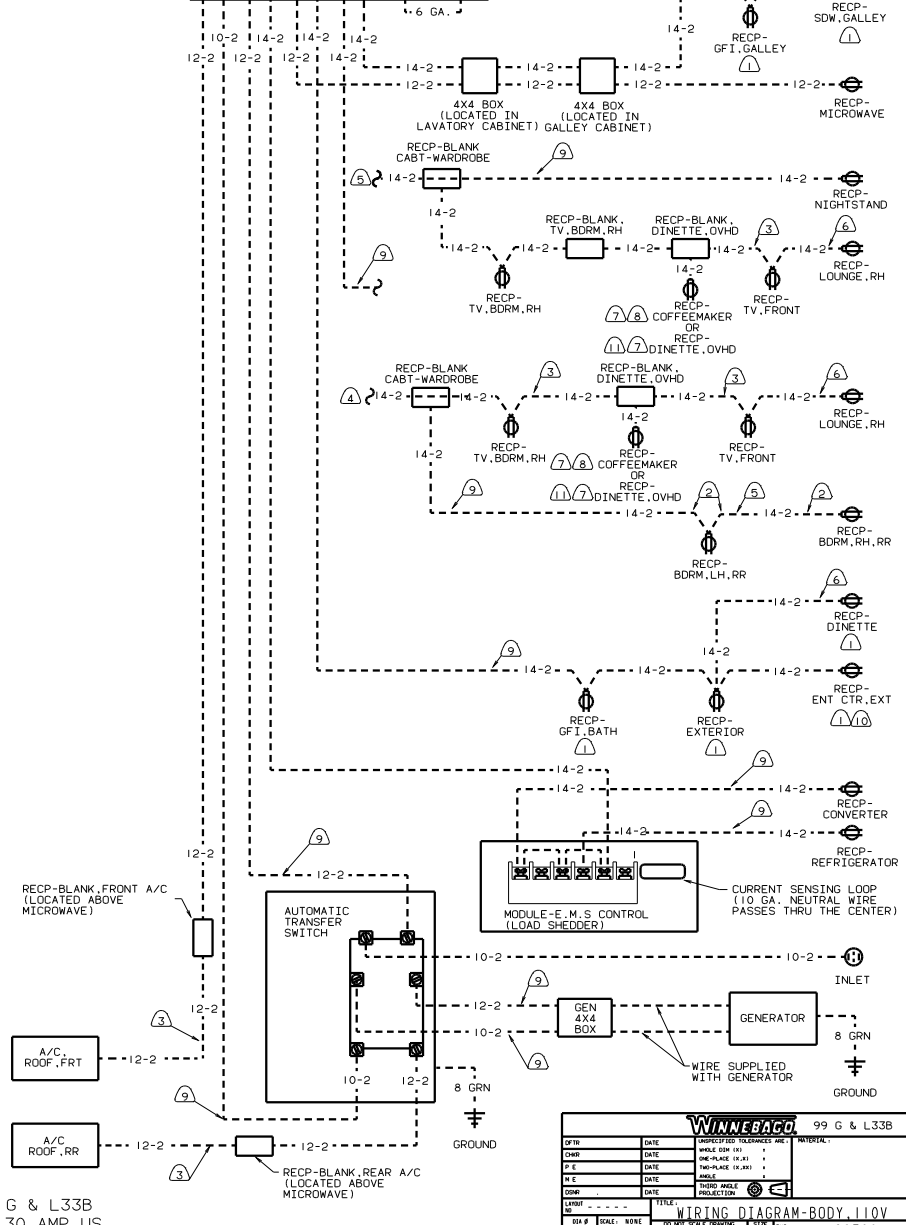 6 GA.
RECP-
SDW,GALLEY
1
RECP-
GFI,GALLEY
1
10-2
14-2
14-2
14-2
14-2
12-2
12-2
12-2
14-2
14-2
14-2
14-2
12-2
12-2
12-2
4X4 BOX
(LOCATED IN
LAVATORY CABINET)
4X4 BOX
(LOCATED IN
GALLEY CABINET)
RECP-
MICROWAVE
RECP-BLANK
CABT-WARDROBE
9
5
14-2
14-2
RECP-
NIGHTSTAND
14-2
RECP-BLANK,
TV,BDRM,RH
RECP-BLANK,
DINETTE,OVHD
3
6
14-2
14-2
14-2
14-2
14-2
14-2
9
RECP-
TV,BDRM,RH
RECP-
TV,FRONT
RECP-
LOUNGE,RH
7
8
RECP-
COFFEEMAKER
OR
11
7
RECP-
DINETTE,OVHD
RECP-BLANK
CABT-WARDROBE
3
RECP-BLANK,
DINETTE,OVHD
3
6
4
14-2
14-2
14-2
14-2
14-2
14-2
14-2
RECP-
TV,BDRM,RH
RECP-
TV,FRONT
RECP-
LOUNGE,RH
7
8
RECP-
COFFEEMAKER
OR
11
7
RECP-
DINETTE,OVHD
9
2
5
2
14-2
14-2
RECP-
BDRM,RH,RR
RECP-
BDRM,LH,RR
6
14-2
RECP-
DINETTE
1
14-2
9
14-2
14-2
14-2
RECP-
GFI,BATH
1
RECP-
EXTERIOR
1
RECP-
ENT CTR,EXT
1
10
14-2
9
14-2
14-2
RECP-
CONVERTER
9
14-2
14-2
RECP-
REFRIGERATOR
12-2
9
12-2
1
MODULE-E.M.S CONTROL
(LOAD SHEDDER)
CURRENT SENSING LOOP
(10 GA. NEUTRAL WIRE
PASSES THRU THE CENTER)
RECP-BLANK,FRONT A/C
(LOCATED ABOVE
MICROWAVE)
AUTOMATIC
TRANSFER
SWITCH
10-2
10-2
INLET
9
12-2
10-2
9
GEN
4X4
BOX
GENERATOR
8 GRN
GROUND
WIRE SUPPLIED
WITH GENERATOR
12-2
3
A/C,
ROOF,FRT
12-2
10-2
12-2
8 GRN
GROUND
9
A/C
ROOF,RR
12-2
12-2
3
RECP-BLANK,REAR A/C
(LOCATED ABOVE
MICROWAVE)
G & L33B
30 AMP US
WINNEBAGO
99 G & L33B
DFTR
DATE
CHKR
DATE
P E
DATE
M E
DATE
DSNR
DATE
UNSPECIFIED TOLERANCES ARE:
WHOLE DIM (X)
ONE-PLACE (X.X)
TWO-PLACE (X.XX)
ANGLE
THIRD ANGLE
PROJECTION
MATERIAL:
LAYOUT
NO
TITLE:
WIRING DIAGRAM-BODY,110V
DIA Ø
SCALE: NONE
DO NOT SCALE DRAWING
SIZE